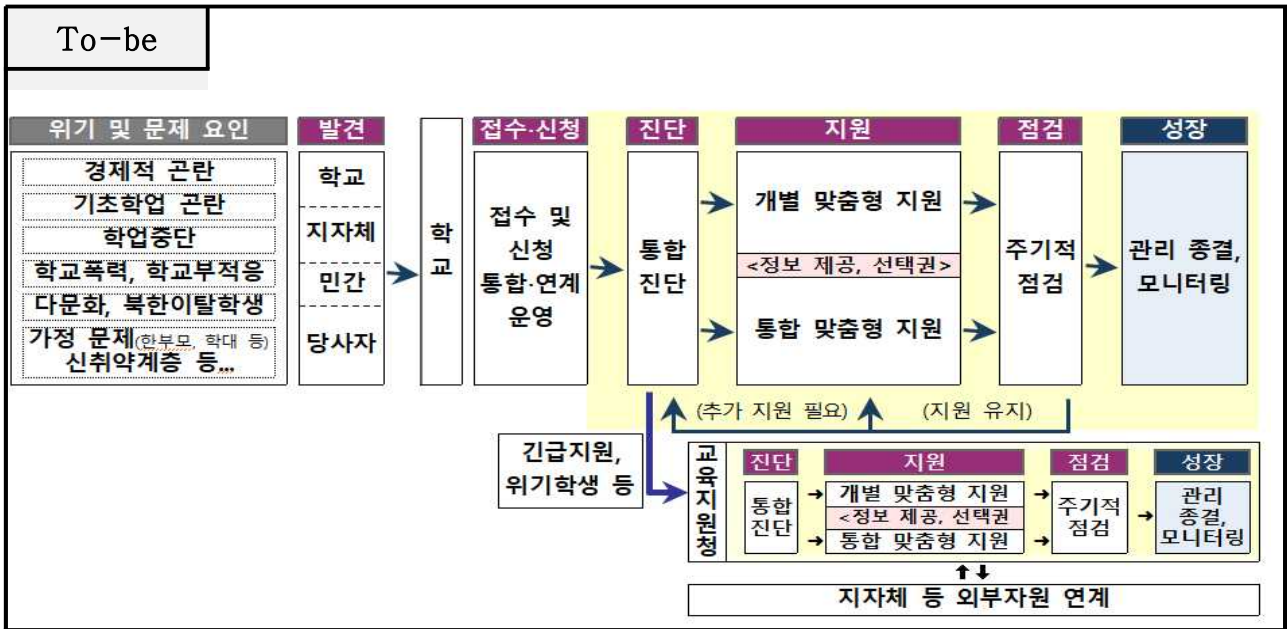 To-be
위기 및 문제 요인
경제적 곤란
기초학업 곤란
학업중단
학교폭력, 학교부적응
다문화, 북한이탈학생
가정 문제(한부모, 학대 등)
신취약계층 등...
발견
학교
지자체
민간
당사자
학
교
접수·신청
접수 및
신청
통합·연계
운영
진단
통합
진단
지원
개별 맞춤형 지원
<정보 제공, 선택권>
통합 맞춤형 지원
점검
주기적
점검
성장
관리 종결,
모니터링
(추가 지원 필요)
(지원 유지)
긴급지원,
위기학생 등
교
육
지
원
청
진단
통합
진단
지원
개별 맞춤형 지원
<정보 제공, 선택권
통합 맞춤형 지원
점검
주기적
점검
성장
관리
종결,
모니터링
지자체 등 외부자원 연계